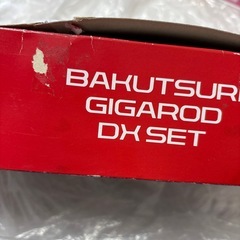 BAKUTSURI
GIGAROD
DX SET